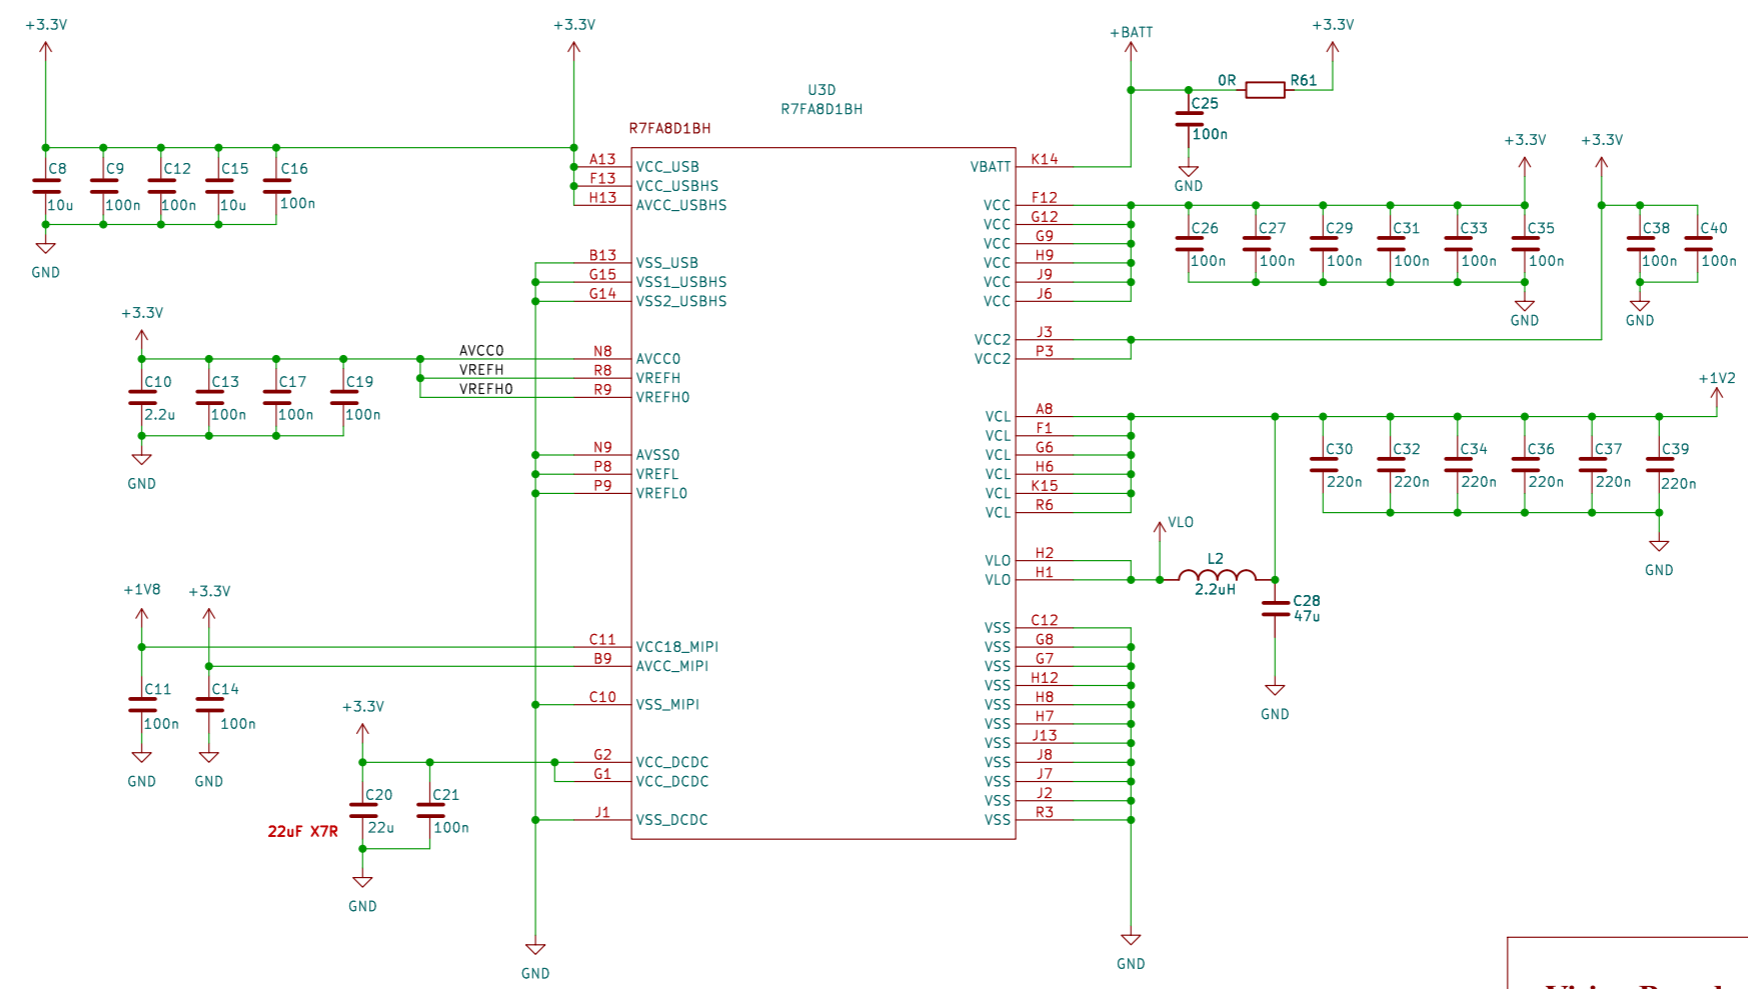 +3.3V +3.3V +BATT +3.3V
U3D
R7FA8D1BH
R7FA8D1BH
0R R61
C25
100n
GND
+3.3V +3.3V
C8 C9 C12 C15 C16
10u 100n 100n 10u 100n
GND
A13 VCC_USB
F13 VCC_USBHS
H13 AVCC_USBHS
B13 VSS_USB
G15 VSS1_USBHS
G14 VSS2_USBHS
VBATT K14
VCC F12
VCC G12
VCC G9
VCC H9
VCC J9
VCC J6
C26 C27 C29 C31 C33 C35 C38 C40
100n 100n 100n 100n 100n 100n 100n 100n
GND GND
+3.3V
AVCC0 N8 AVCC0
VREFH R8 VREFH
VREFH0 R9 VREFH0
C10 C13 C17 C19
2.2u 100n 100n 100n
GND
N9 AVSS0
P8 VREFL
P9 VREFL0
VCC2 J3
VCC2 P3
+1V2
VCL A8
VCL F1
VCL G6
VCL H6
VCL K15
VCL R6
C30 C32 C34 C36 C37 C39
220n 220n 220n 220n 220n 220n
GND
VLO
VLO H2
VLO H1
L2
2.2uH
C28
47u
GND
+1V8 +3.3V
C11 VCC18_MIPI
B9 AVCC_MIPI
C10 VSS_MIPI
C11 C14
100n 100n
GND GND
+3.3V
G2 VCC_DCDC
G1 VCC_DCDC
J1 VSS_DCDC
C20 C21
22uF X7R 22u 100n
GND
VSS C12
VSS G8
VSS G7
VSS H12
VSS H8
VSS H7
VSS J13
VSS J8
VSS J7
VSS J2
VSS R3
GND GND